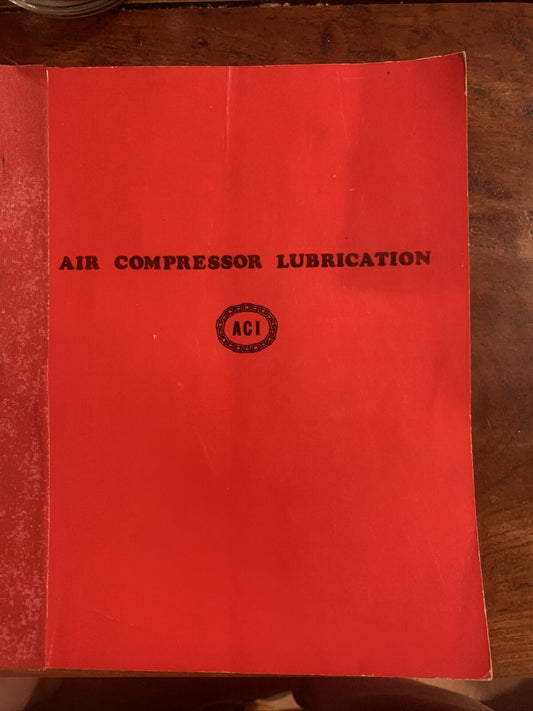 AIR COMPRESSOR LUBRICATION
ACI